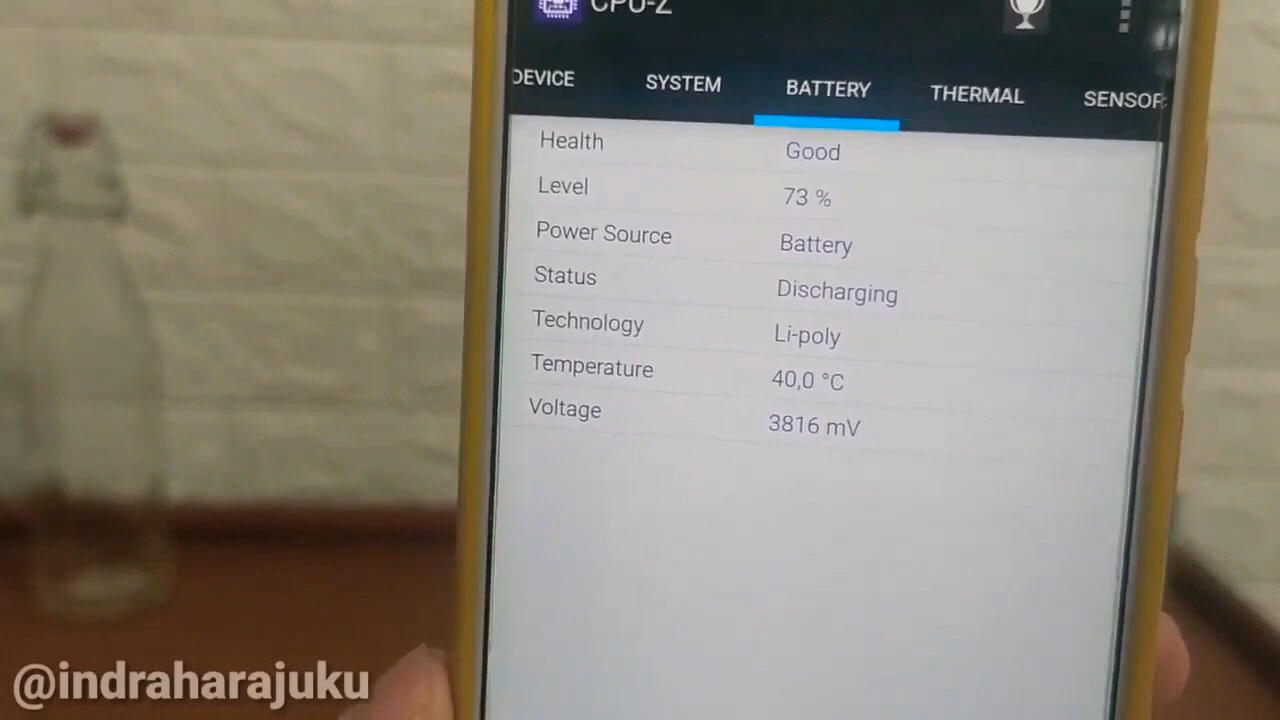 CPU-Z
DEVICE SYSTEM BATTERY THERMAL SENSOR
Health Good
Level 73 %
Power Source Battery
Status Discharging
Technology Li-poly
Temperature 40,0 °C
Voltage 3816 mV
@indraharajuku